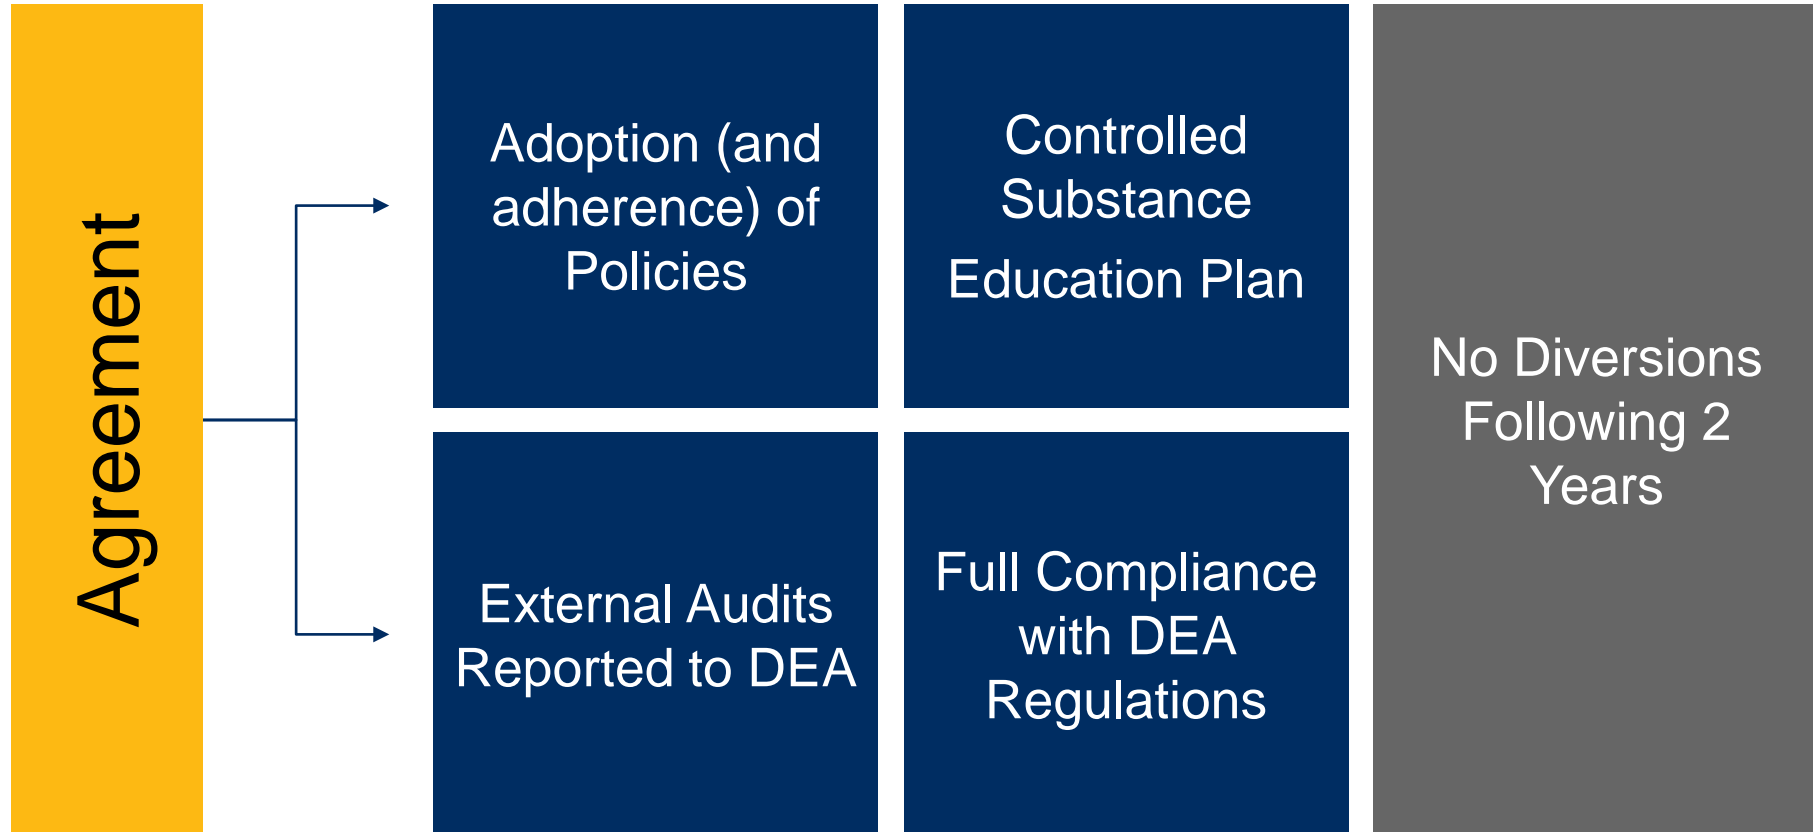 Agreement
Adoption (and
adherence) of
Policies
Controlled
Substance
Education Plan
External Audits
Reported to DEA
Full Compliance
with DEA
Regulations
No Diversions
Following 2
Years